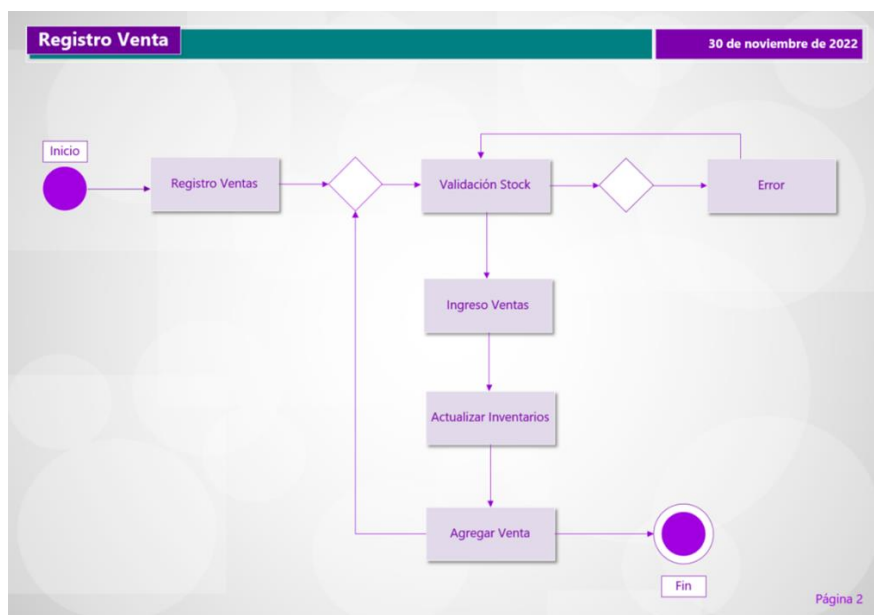 Registro Venta
30 de noviembre de 2022
Inicio
Registro Ventas
Validación Stock
Error
Ingreso Ventas
Actualizar Inventarios
Agregar Venta
Fin
Página 2